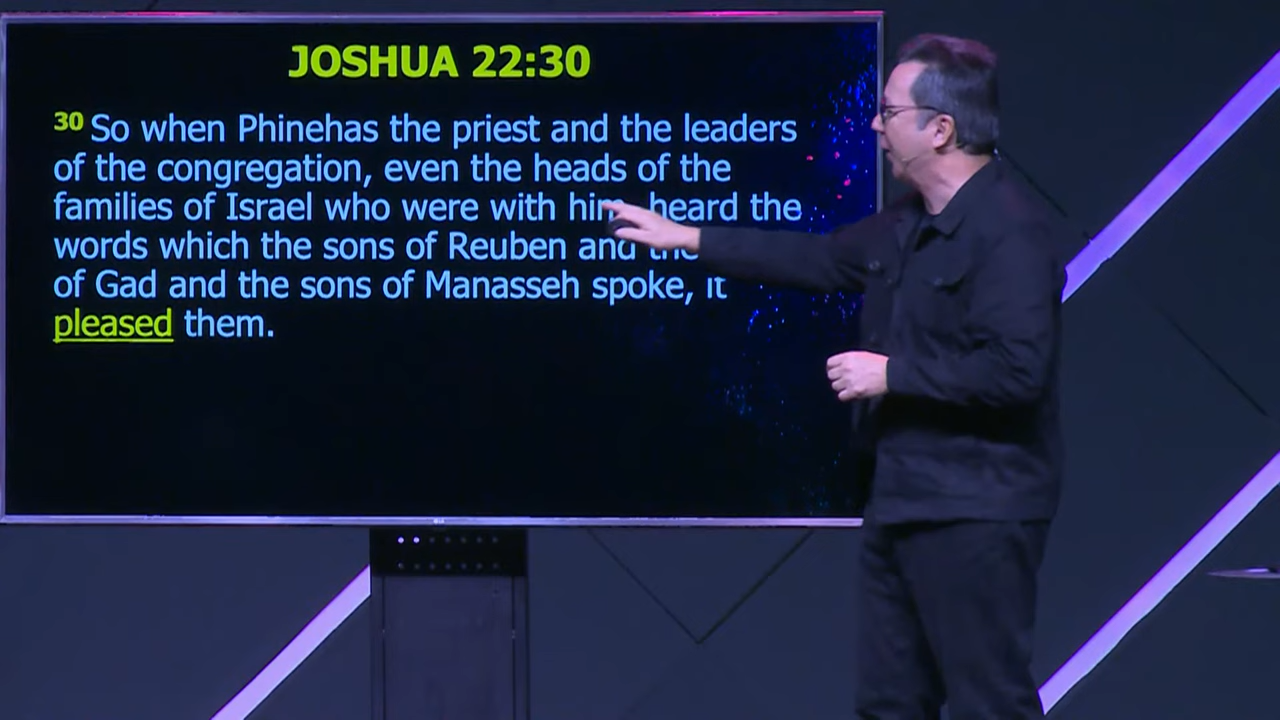 JOSHUA 22:30
30 So when Phinehas the priest and the leaders
of the congregation, even the heads of the
families of Israel who were with him, heard the
words which the sons of Reuben and the
of Gad and the sons of Manasseh spoke, it
pleased them.